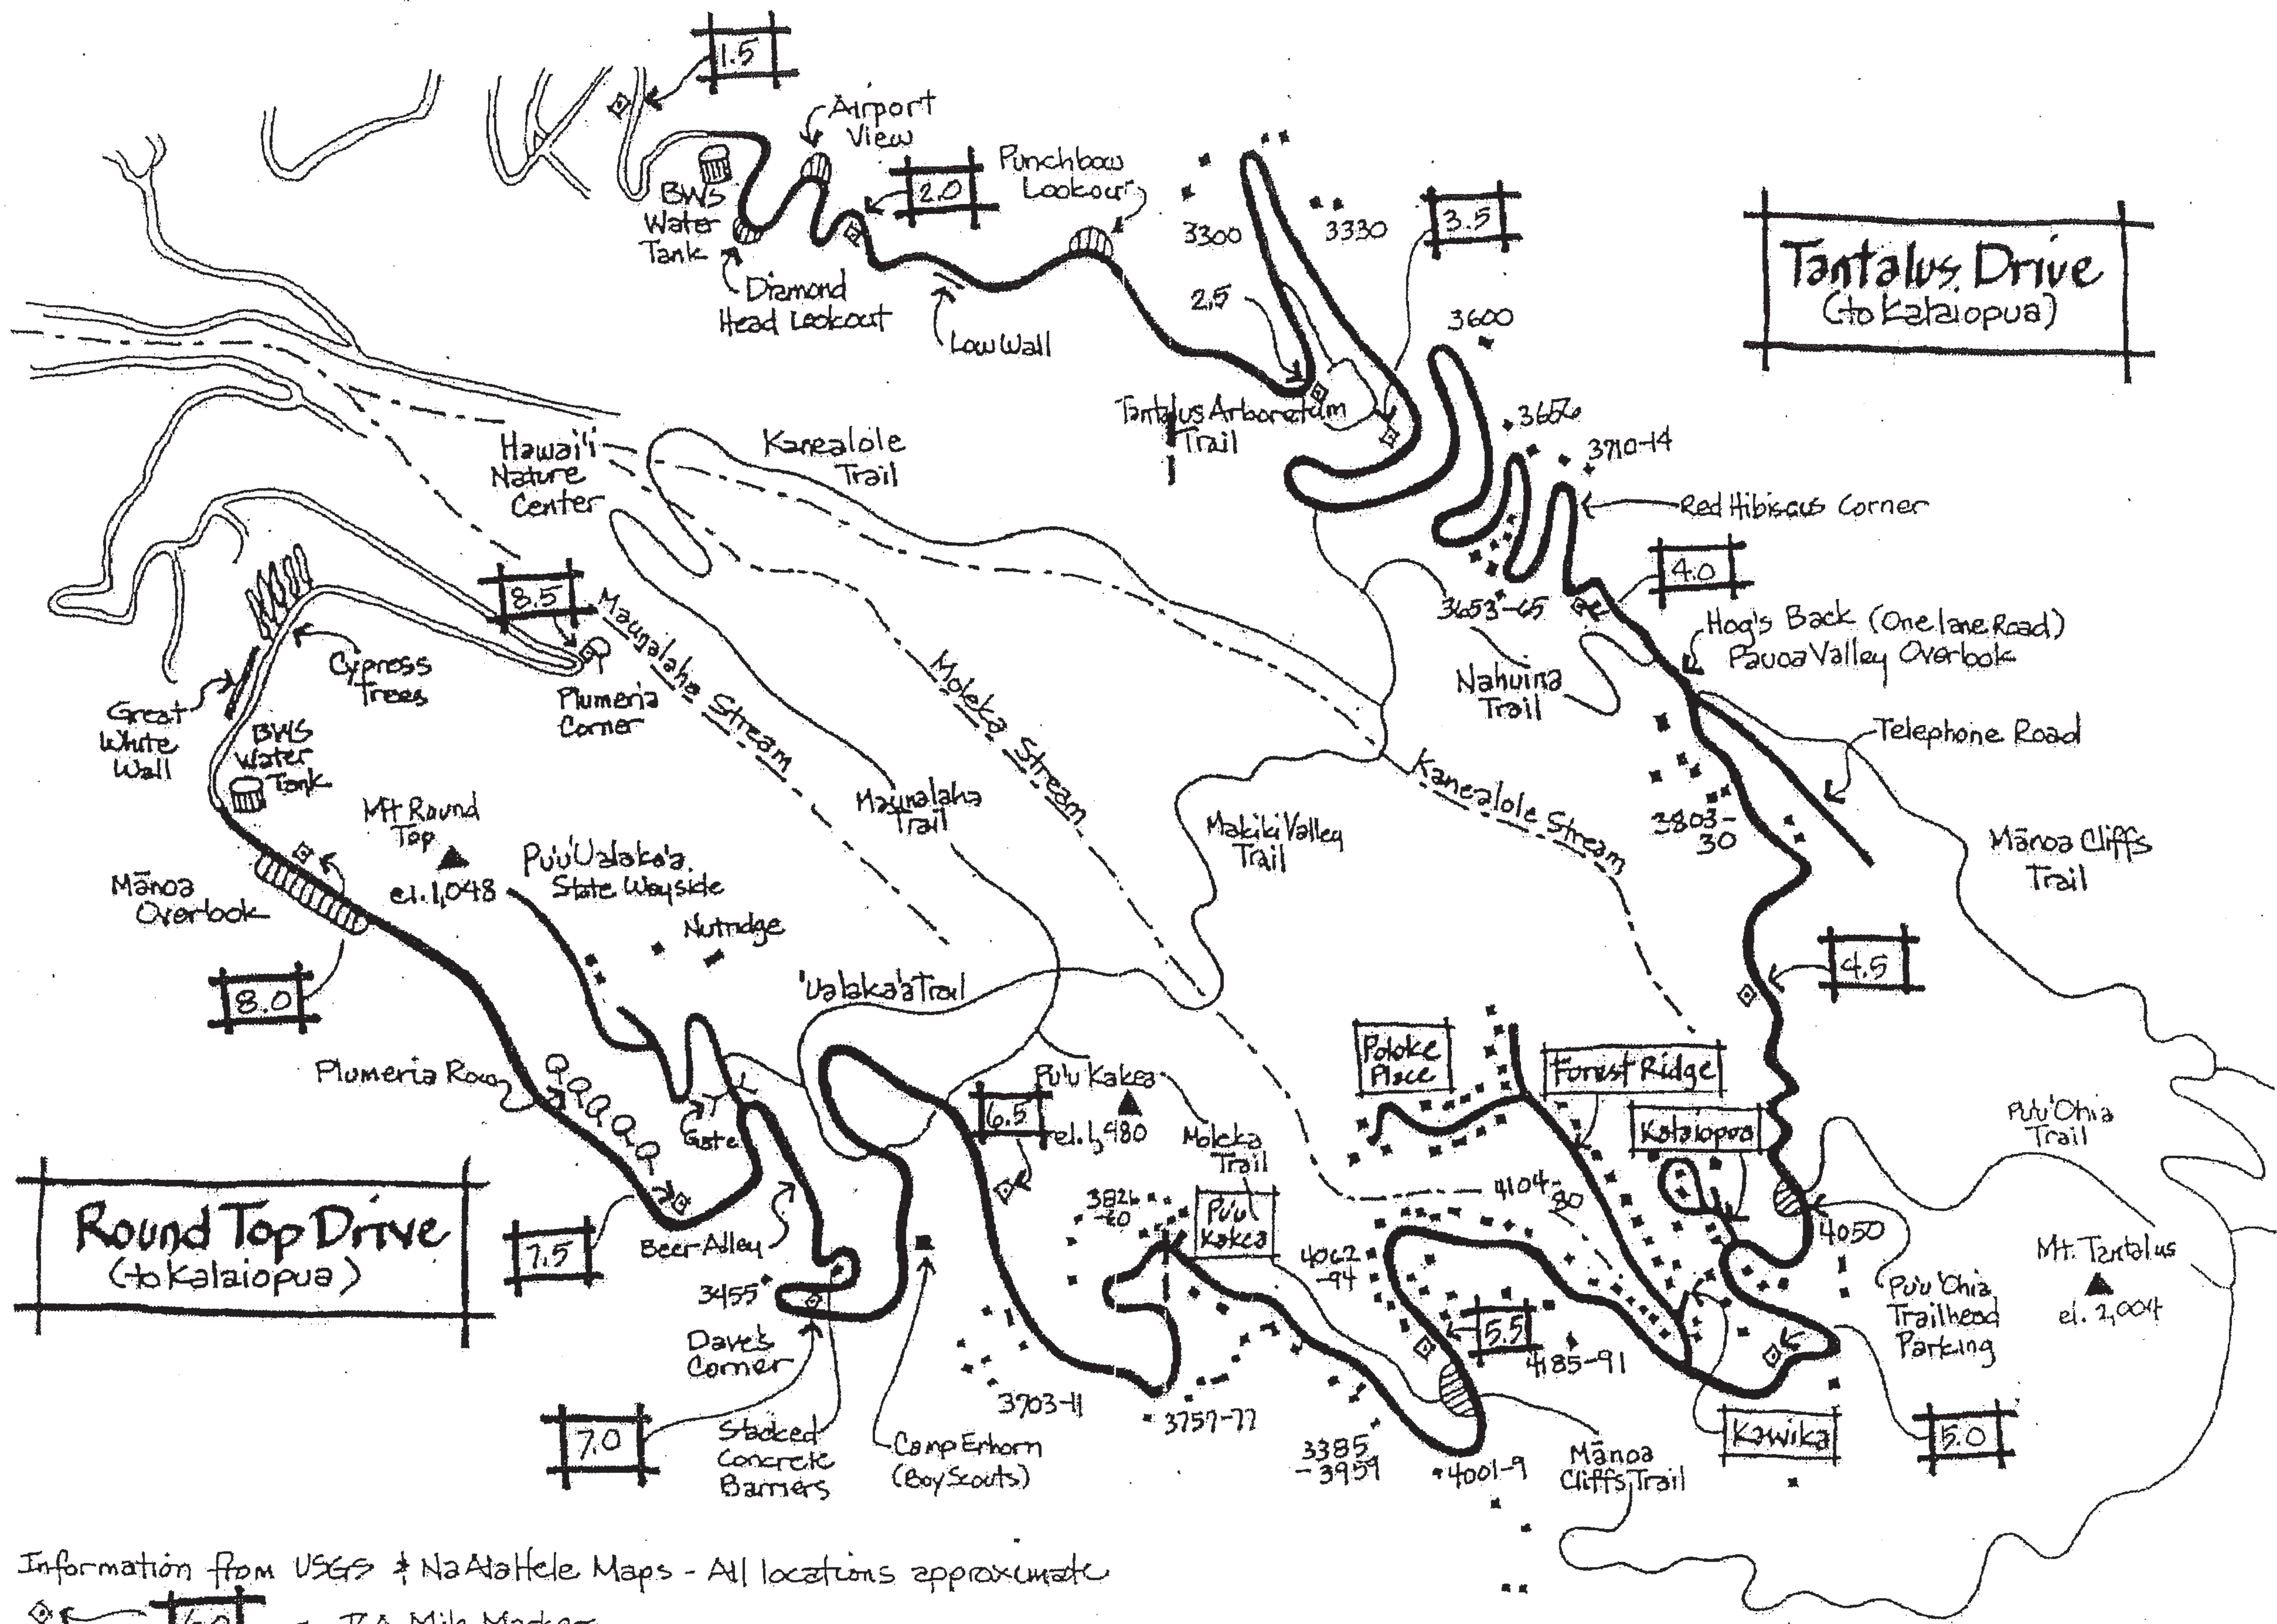 1.5
Airport
View
2.0
Punchbow
Lookout
BWS
Water
Tank
Diamond
Head Lookout
Low Wall
3300
3330
3.5
2.5
3600
Tantalus Drive
(to Kalaiopua)
Tantalus Arboretum
Trail
3656
3710-14
Red Hibiscus Corner
Hawai'i
Nature
Center
Kanealole
Trail
4.0
3653-65
Hog's Back (One lane Road)
Pauoa Valley Overlook
Nahuina
Trail
Telephone Road
8.5
Cypress
Trees
Plumeria
Corner
Great
White
Wall
BWS
Water
Tank
Maunalaha Stream
Moleka Stream
Kanealole Stream
Maunalaha
Trail
Makiki Valley
Trail
3803-
30
Mānoa Cliffs
Trail
Mt Round
Top
el. 1,048
Pu'u 'Ualaka'a
State Wayside
Nutridge
Mānoa
Overlook
8.0
'Ualaka'a Trail
4.5
Plumeria Row
Gate
6.5
Pu'u Kakea
el. 1,480
Moleka
Trail
Poloke
Place
Forest Ridge
Kalaiopua
Pu'u 'Ohia
Trail
Round Top Drive
(to Kalaiopua)
7.5
Beer Alley
3455
Dave's
Corner
7.0
Stacked
Concrete
Barriers
Camp Erhorn
(Boy Scouts)
3703-11
3757-77
3826
-60
Pu'u
Kakea
4062
-94
4104-
80
5.5
4185-91
3385
-3959
4001-9
Mānoa
Cliffs Trail
Kawika
5.0
4050
Pu'u 'Ohia
Trailhead
Parking
Mt. Tantalus
el. 2,004
Information from USGS & Na Ala Hele Maps - All locations approximate
Mile Marker